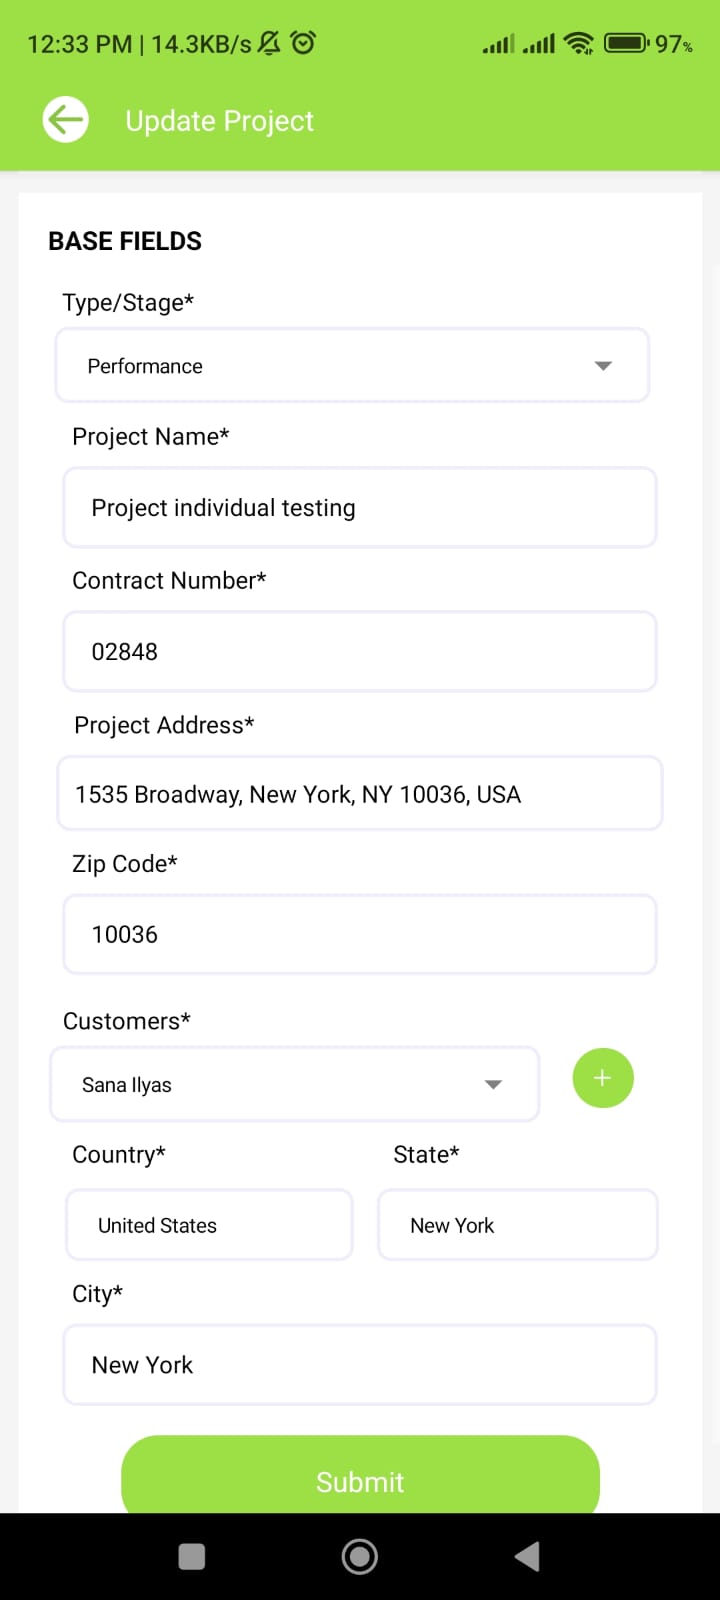 12:33 PM | 14.3KB/s 97%
Update Project
BASE FIELDS
Type/Stage*
Performance
Project Name*
Project individual testing
Contract Number*
02848
Project Address*
1535 Broadway, New York, NY 10036, USA
Zip Code*
10036
Customers*
Sana Ilyas
+
Country* State*
United States New York
City*
New York
Submit